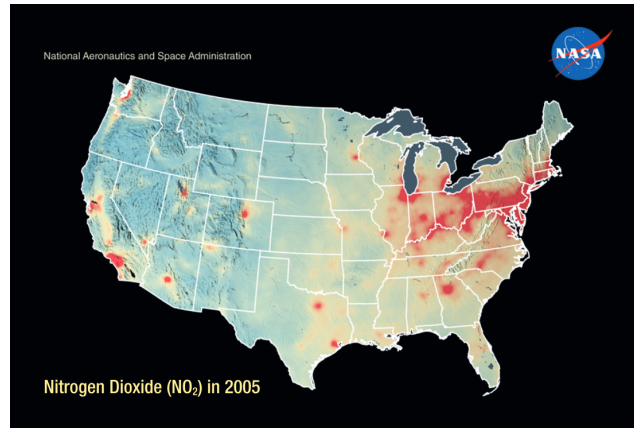 National Aeronautics and Space Administration
NASA
Nitrogen Dioxide (NO₂) in 2005